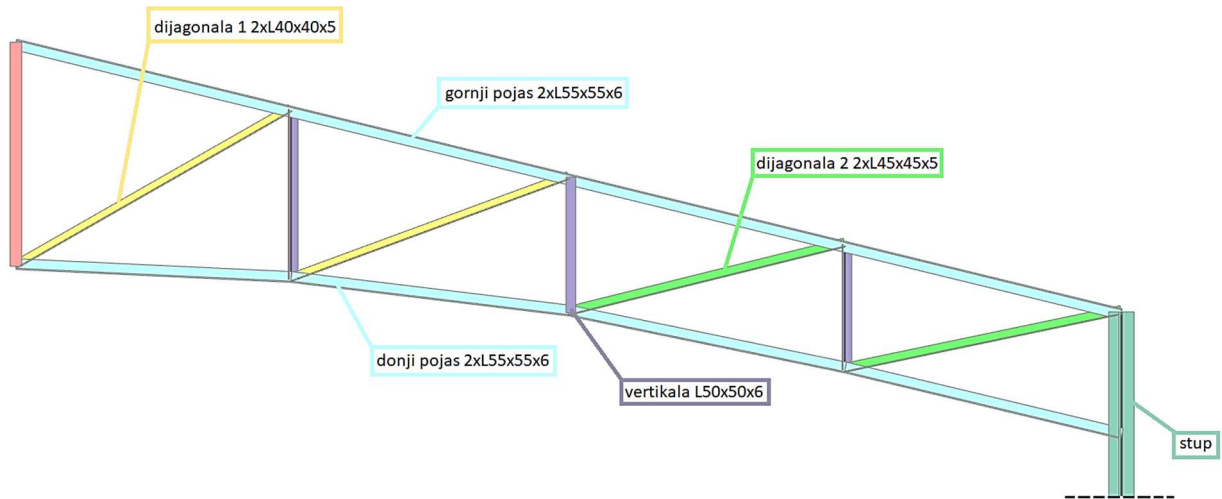 dijagonala 1 2xL40x40x5
gornji pojas 2xL55x55x6
dijagonala 2 2xL45x45x5
donji pojas 2xL55x55x6
vertikala L50x50x6
stup